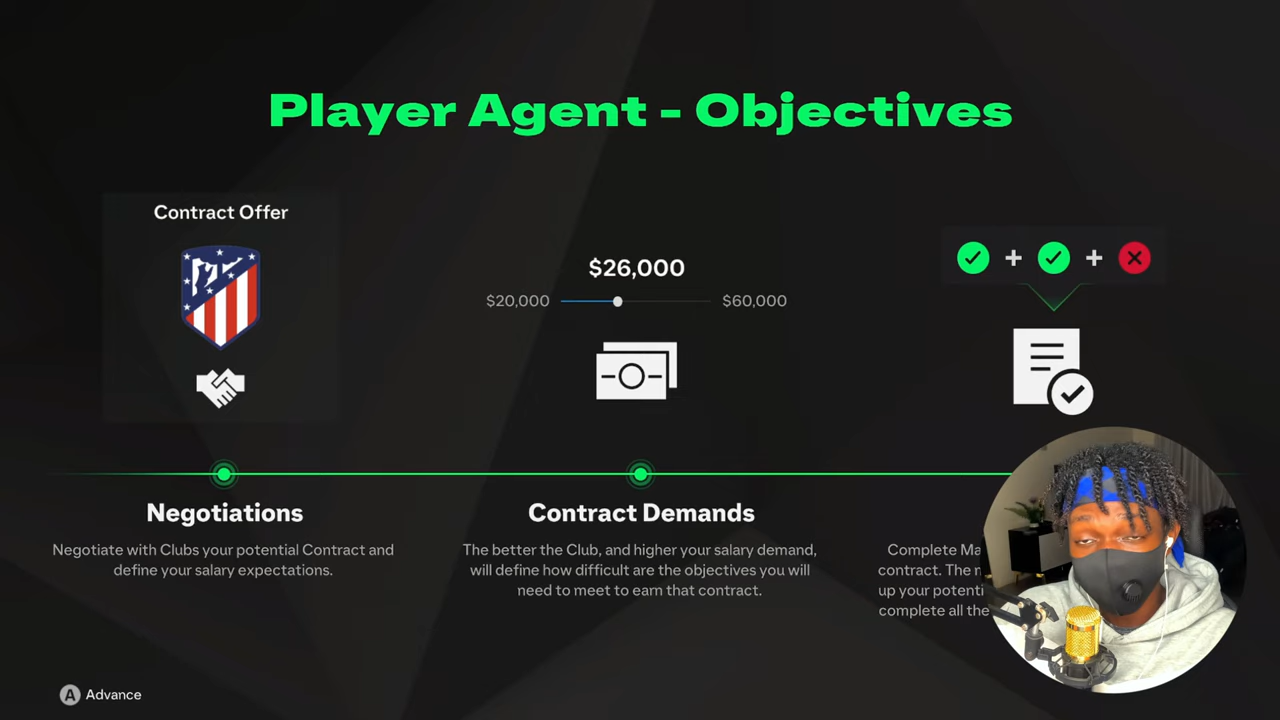 Player Agent - Objectives
Contract Offer
$26,000
$20,000
$60,000
Negotiations
Negotiate with Clubs your potential Contract and
define your salary expectations.
Contract Demands
The better the Club, and higher your salary demand,
will define how difficult are the objectives you will
need to meet to earn that contract.
Complete
contract. The
up your
complete all the
A Advance